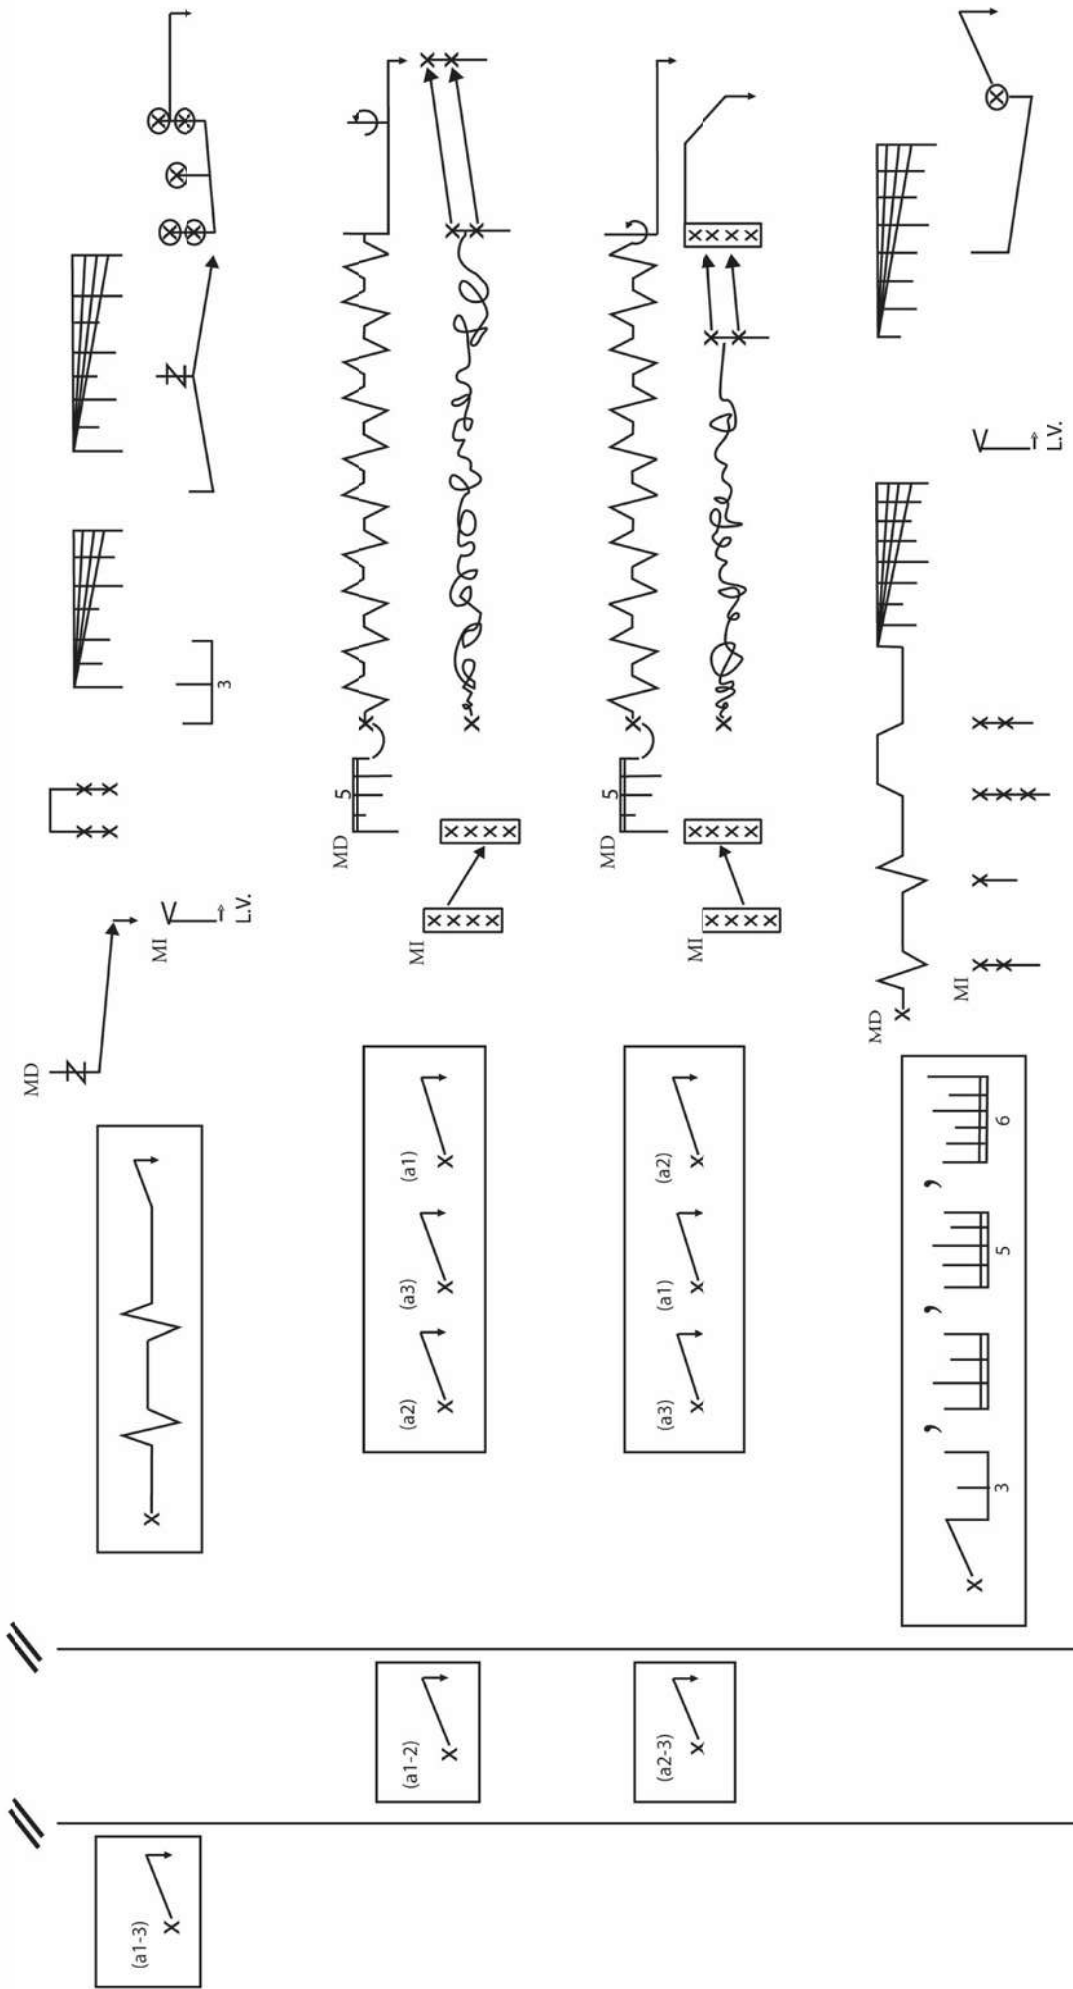 MD
(a1-3)
MI
3
L.V.
MD 5
(a1-2) (a2) (a3) (a1) MI
MD 5
(a2-3) (a3) (a1) (a2) MI
MD
, , ,
MI
3 5 6
L.V.